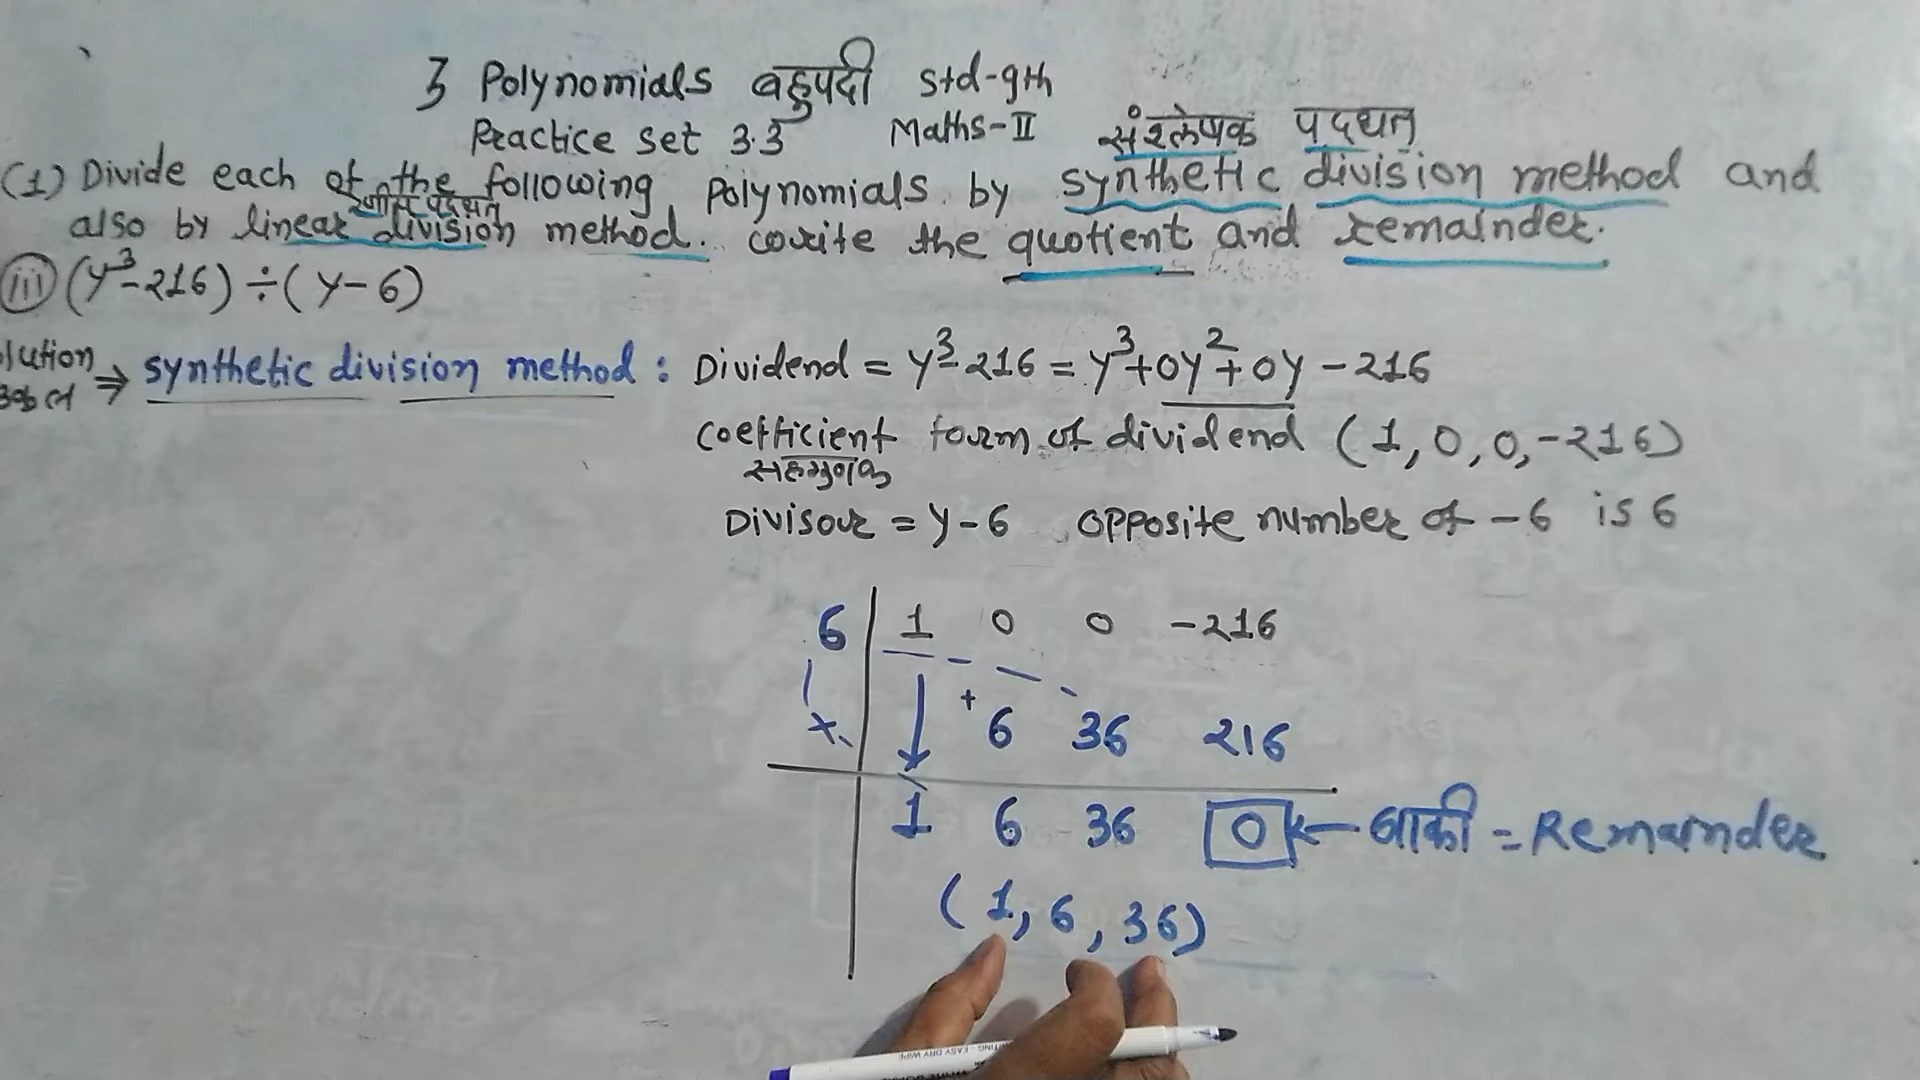 3 Polynomials बहुपदी std-9th
Practice set 3.3 Maths-II संश्लेषक पद्धत
(1) Divide each of the following polynomials by synthetic division method and
also by linear division method. write the quotient and remainder.
(iii) (y³-216) ÷ (y-6)
lution ⇒ synthetic division method : Dividend = y³-216 = y³+0y²+0y-216
coefficient form of dividend (1, 0, 0, -216)
सहगुणक
Divisour = y-6 opposite number of -6 is 6
6 1 0 0 -216
x + 6 36 216
1 6 36 0 ← बाकी = Remainder
(1, 6, 36)